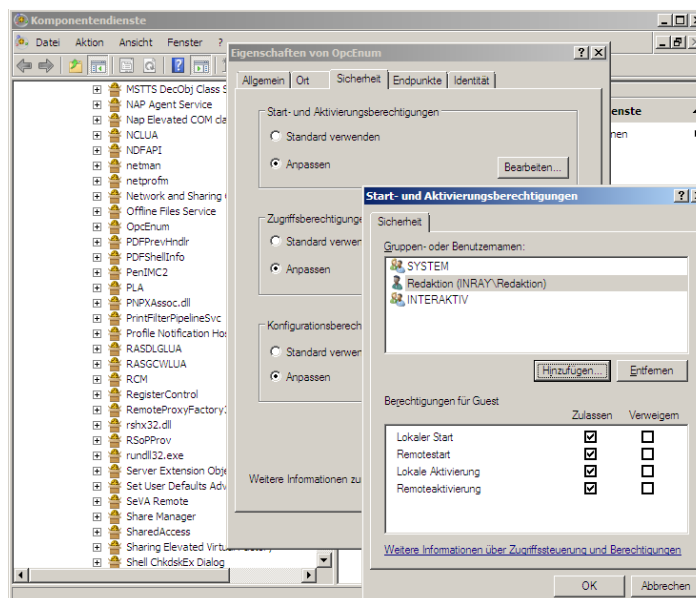 Komponentendienste
Datei Aktion Ansicht Fenster ?
MSTTS DecObj Class S
NAP Agent Service
Nap Elevated COM cla
NCLUA
NDFAPI
netman
netprofm
Network and Sharing
Offline Files Service
OpcEnum
PDFPrevHndlr
PDFShellInfo
PenIMC2
PLA
PNPXAssoc.dll
PrintFilterPipelineSvc
Profile Notification Hos
RASDLGLUA
RASGCWLUA
RCM
RegisterControl
RemoteProxyFactory3
rshx32.dll
RSoPProv
rundll32.exe
Server Extension Obje
Set User Defaults Adv
SeVA Remote
Share Manager
SharedAccess
Sharing Elevated Virtual Factory
Shell ChkdskEx Dialog
Eigenschaften von OpcEnum
Allgemein Ort Sicherheit Endpunkte Identität
Start- und Aktivierungsberechtigungen
Standard verwenden
Anpassen
Bearbeiten...
Zugriffsberechtigunge
Standard verwen
Anpassen
Konfigurationsberech
Standard verwen
Anpassen
Weitere Informationen zu
enste
nen
Start- und Aktivierungsberechtigungen
Sicherheit
Gruppen- oder Benutzernamen:
SYSTEM
Redaktion (INRAY\Redaktion)
INTERAKTIV
Hinzufügen... Entfernen
Berechtigungen für Guest
Zulassen Verweigern
Lokaler Start
Remotestart
Lokale Aktivierung
Remoteaktivierung
Weitere Informationen über Zugriffssteuerung und Berechtigungen
OK Abbrechen